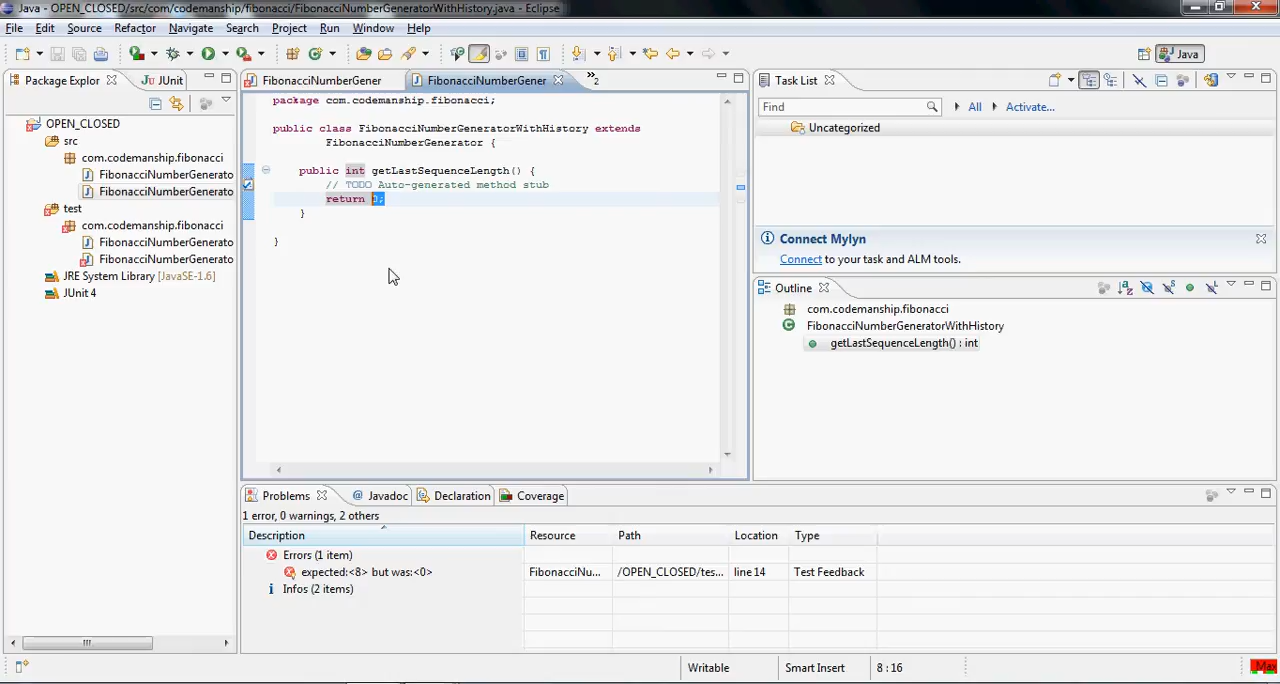 Java - OPEN_CLOSED/src/com/codemanship/fibonacci/FibonacciNumberGeneratorWithHistory.java - Eclipse
File Edit Source Refactor Navigate Search Project Run Window Help
Java
Package Explor JUnit
OPEN_CLOSED
src
com.codemanship.fibonacci
FibonacciNumberGenerato
FibonacciNumberGenerato
test
com.codemanship.fibonacci
FibonacciNumberGenerato
FibonacciNumberGenerato
JRE System Library [JavaSE-1.6]
JUnit 4
FibonacciNumberGener FibonacciNumberGener 2
package com.codemanship.fibonacci;
public class FibonacciNumberGeneratorWithHistory extends
FibonacciNumberGenerator {
public int getLastSequenceLength() {
// TODO Auto-generated method stub
return 0;
}
}
Task List
Find All Activate...
Uncategorized
Connect Mylyn
Connect to your task and ALM tools.
Outline
com.codemanship.fibonacci
FibonacciNumberGeneratorWithHistory
getLastSequenceLength() : int
Problems @ Javadoc Declaration Coverage
1 error, 0 warnings, 2 others
Description Resource Path Location Type
Errors (1 item)
expected:<8> but was:<0> FibonacciNu... /OPEN_CLOSED/tes... line 14 Test Feedback
Infos (2 items)
Writable Smart Insert 8 : 16 Max